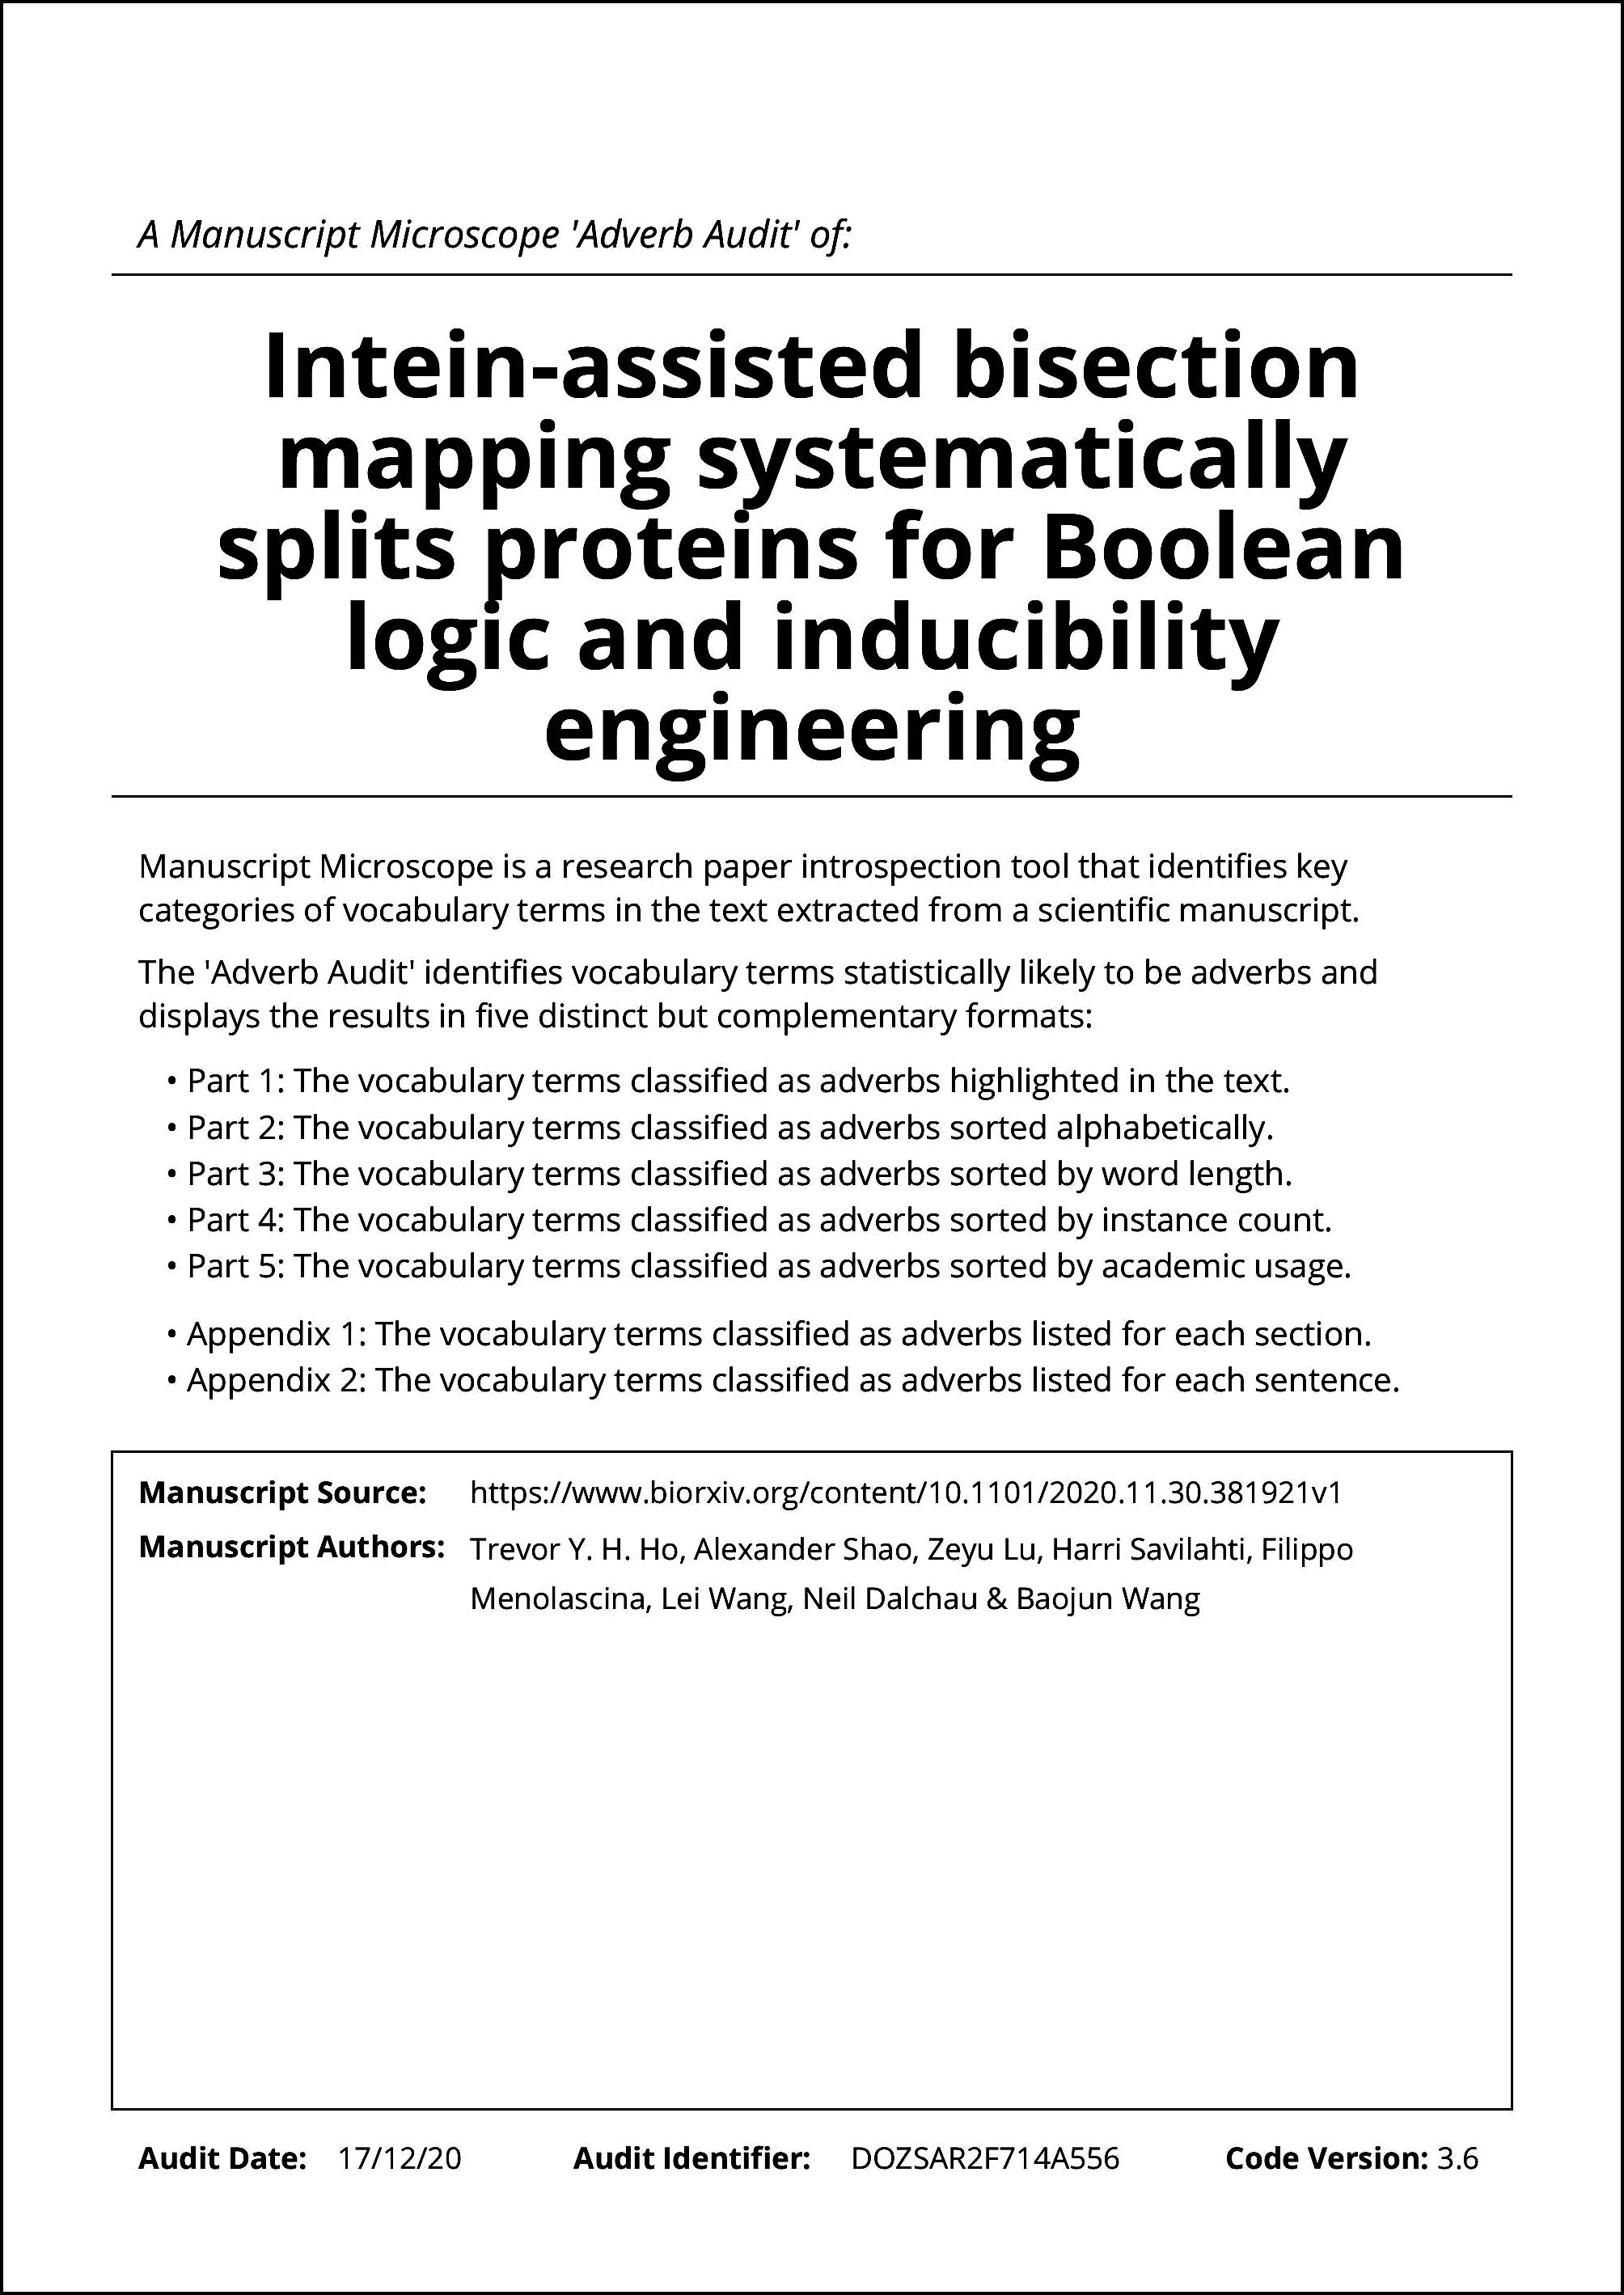 A Manuscript Microscope 'Adverb Audit' of:
Intein-assisted bisection
mapping systematically
splits proteins for Boolean
logic and inducibility
engineering
Manuscript Microscope is a research paper introspection tool that identifies key
categories of vocabulary terms in the text extracted from a scientific manuscript.
The 'Adverb Audit' identifies vocabulary terms statistically likely to be adverbs and
displays the results in five distinct but complementary formats:
• Part 1: The vocabulary terms classified as adverbs highlighted in the text.
• Part 2: The vocabulary terms classified as adverbs sorted alphabetically.
• Part 3: The vocabulary terms classified as adverbs sorted by word length.
• Part 4: The vocabulary terms classified as adverbs sorted by instance count.
• Part 5: The vocabulary terms classified as adverbs sorted by academic usage.
• Appendix 1: The vocabulary terms classified as adverbs listed for each section.
• Appendix 2: The vocabulary terms classified as adverbs listed for each sentence.
Manuscript Source: https://www.biorxiv.org/content/10.1101/2020.11.30.381921v1
Manuscript Authors: Trevor Y. H. Ho, Alexander Shao, Zeyu Lu, Harri Savilahti, Filippo
Menolascina, Lei Wang, Neil Dalchau & Baojun Wang
Audit Date: 17/12/20 Audit Identifier: DOZSAR2F714A556 Code Version: 3.6